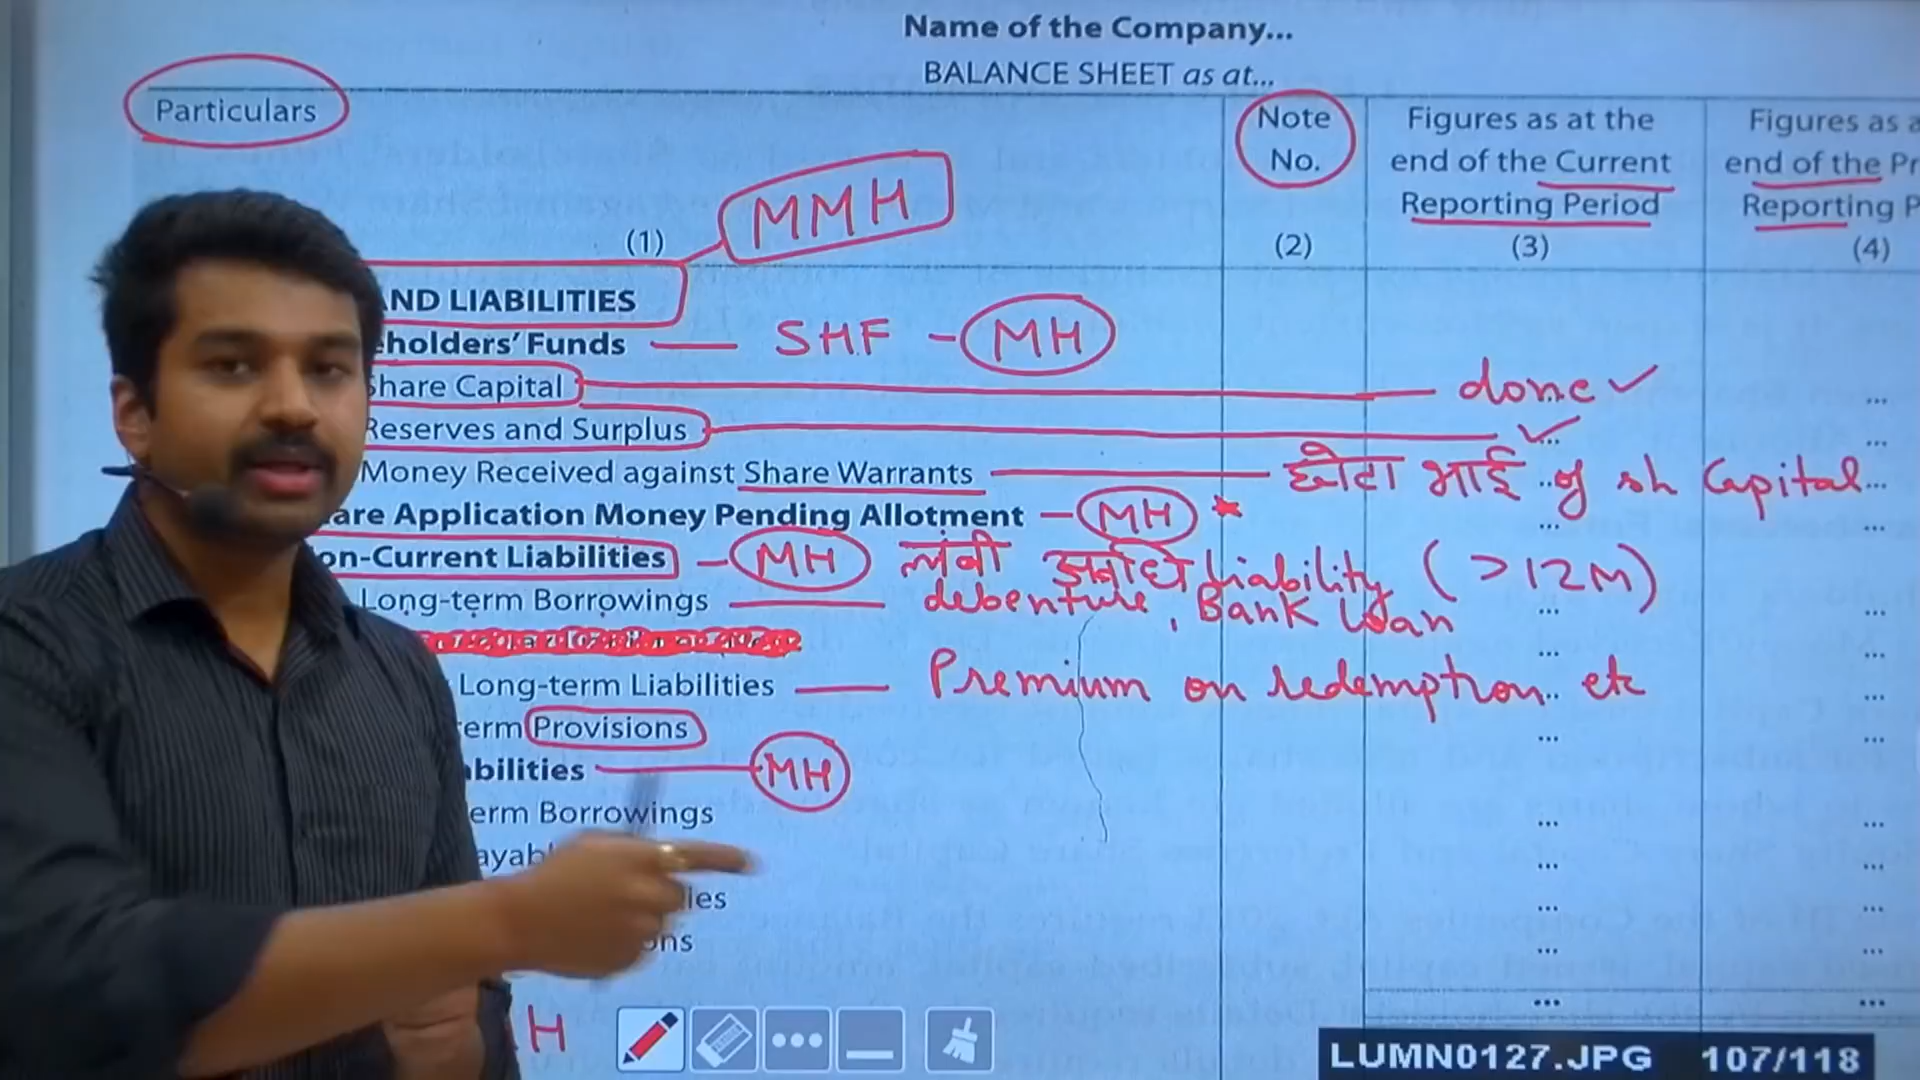 Name of the Company...
BALANCE SHEET as at...
Particulars
(1)
Note No.
(2)
Figures as at the
end of the Current
Reporting Period
(3)
Figures as a
end of the Pr
Reporting P
(4)
MMH
AND LIABILITIES
eholders' Funds — SHF - MH
Share Capital — done ✓
Reserves and Surplus — ✓
Money Received against Share Warrants — छोटा भाई of sh Capital
are Application Money Pending Allotment — MH *
on-Current Liabilities — MH लंबी अवधि liability (>12M)
Long-term Borrowings — debenture, Bank Loan
Long-term Liabilities — Premium on redemption etc
term Provisions
bilities — MH
erm Borrowings
ayabl
ies
ons
H
LUMN0127.JPG 107/118